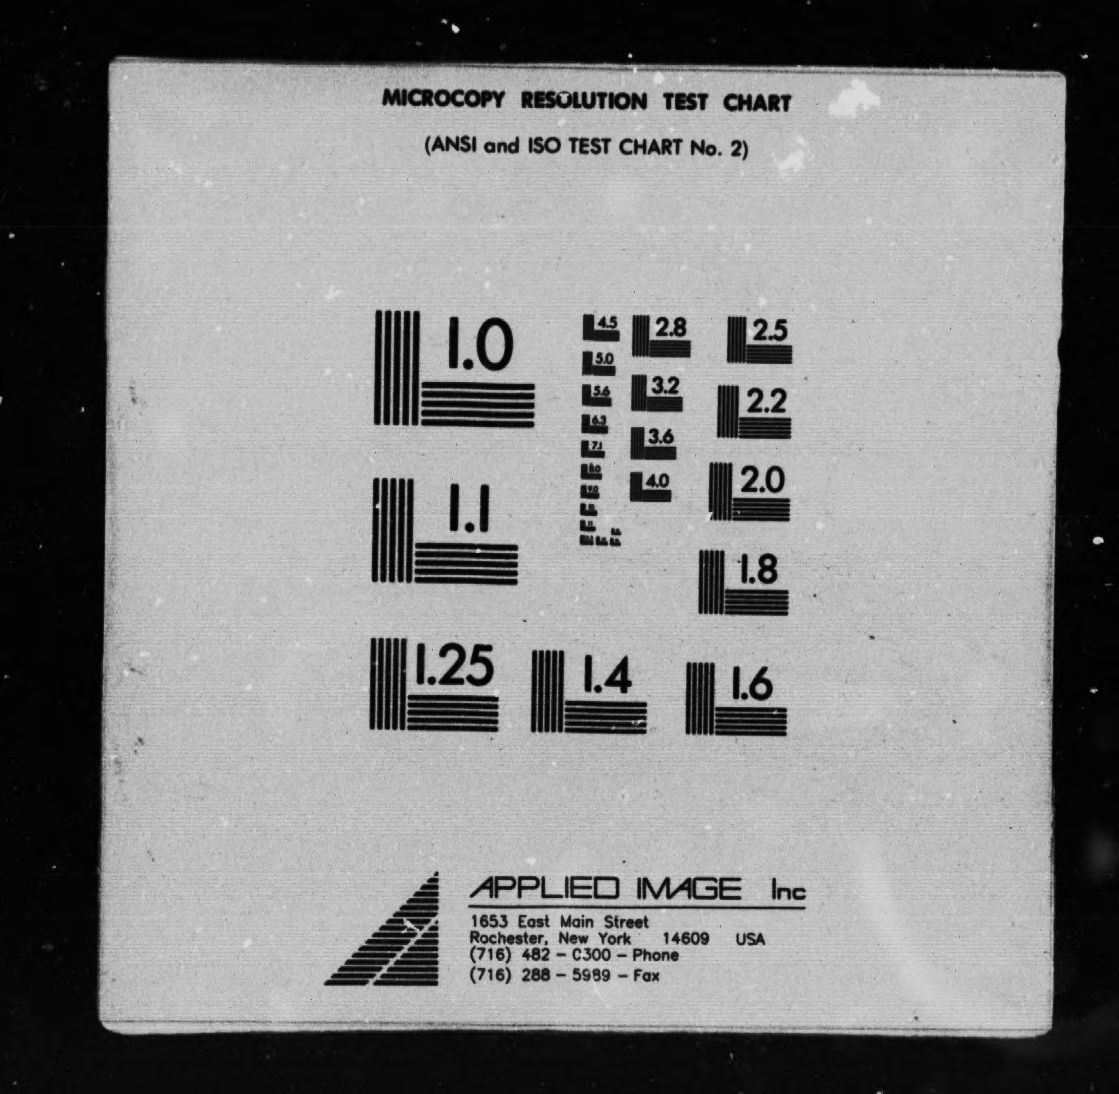 MICROCOPY RESOLUTION TEST CHART
(ANSI and ISO TEST CHART No. 2)
1.0
4.5
2.8
2.5
5.0
5.6
3.2
2.2
6.3
3.6
7.1
8.0
4.0
2.0
9.0
1.1
1.8
1.25
1.4
1.6
APPLIED IMAGE Inc
1653 East Main Street
Rochester, New York 14609 USA
(716) 482 – C300 – Phone
(716) 288 – 5989 – Fax